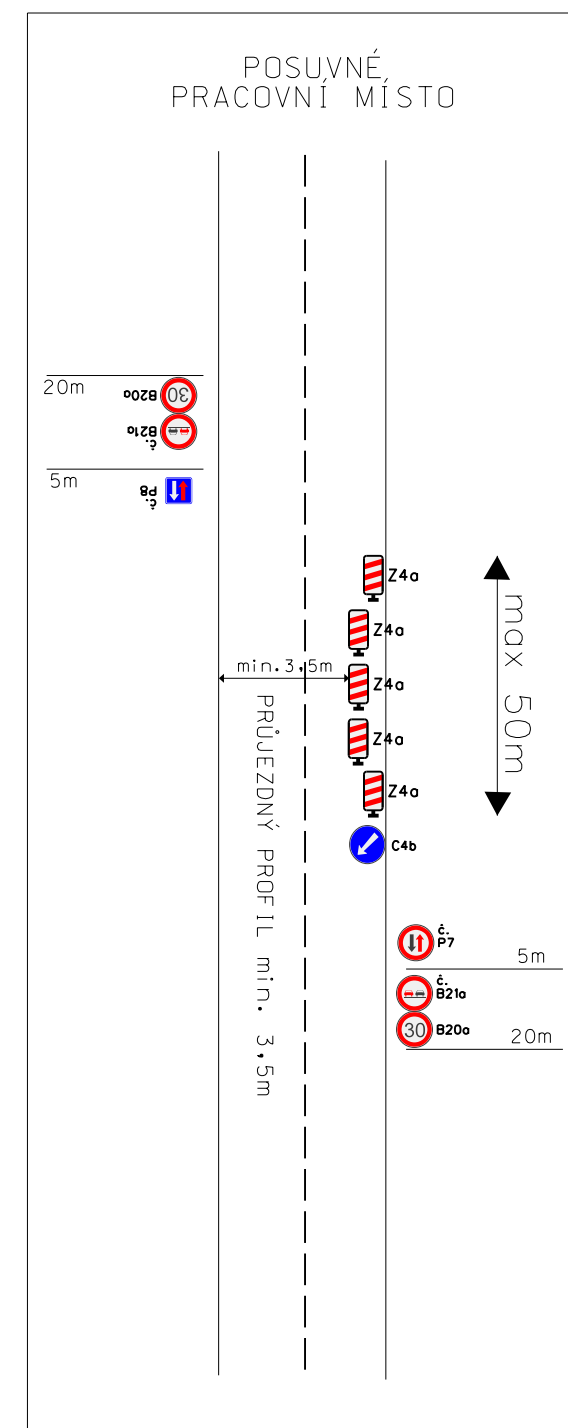 POSUVNÉ
PRACOVNÍ MÍSTO
20m
30
B20a
č.
B21a
5m
č.
P8
Z4a
Z4a
min.3,5m
Z4a
Z4a
Z4a
max 50m
PRŮJEZDNÝ PROFIL min. 3,5m
C4b
č.
P7
5m
č.
B21a
30
B20a
20m